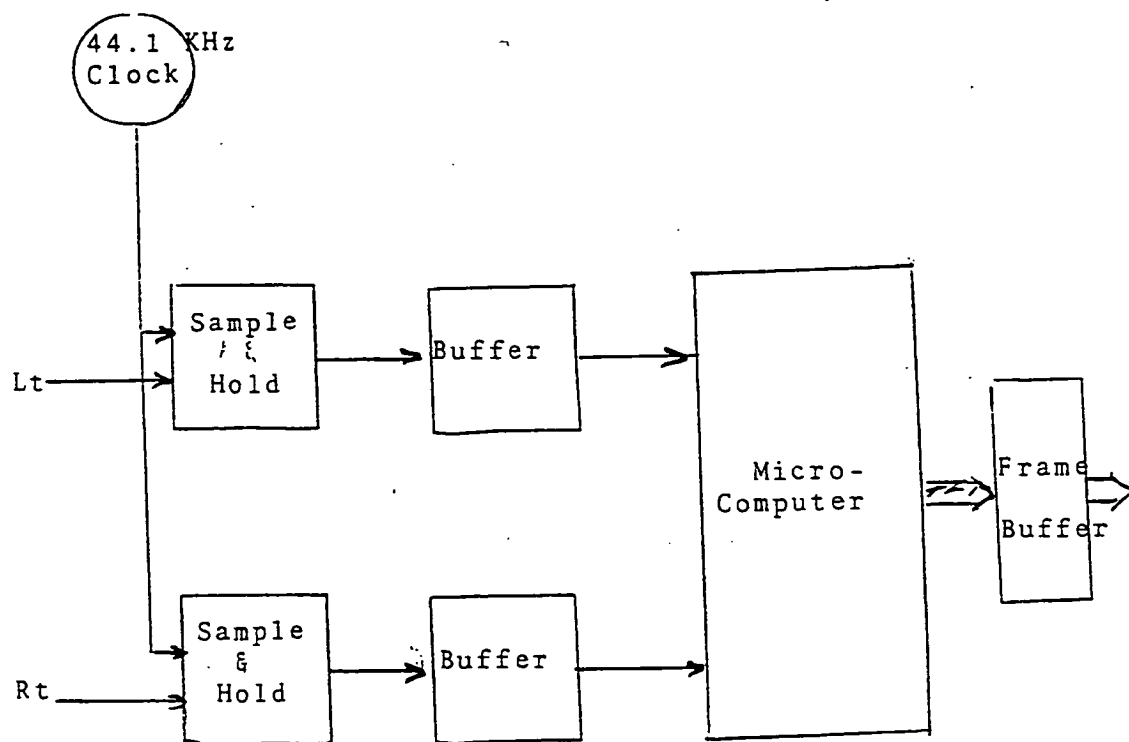 44.1 KHz
Clock
Sample
&
Hold
Buffer
Lt
Micro-
Computer
Frame
Buffer
Sample
&
Hold
Buffer
Rt